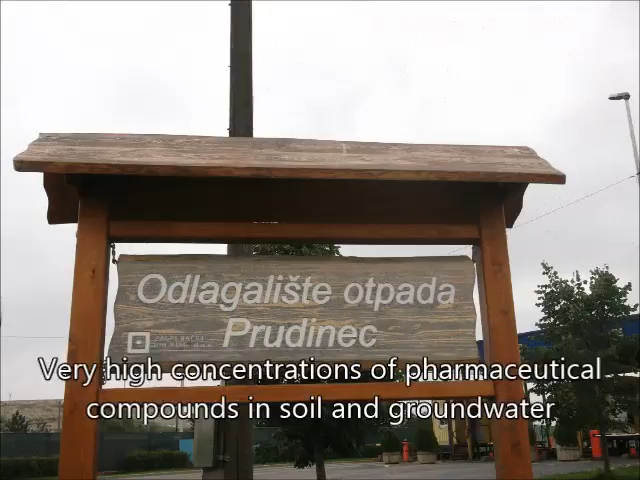 Odlagalište otpada
Prudinec
Very high concentrations of pharmaceutical
compounds in soil and groundwater